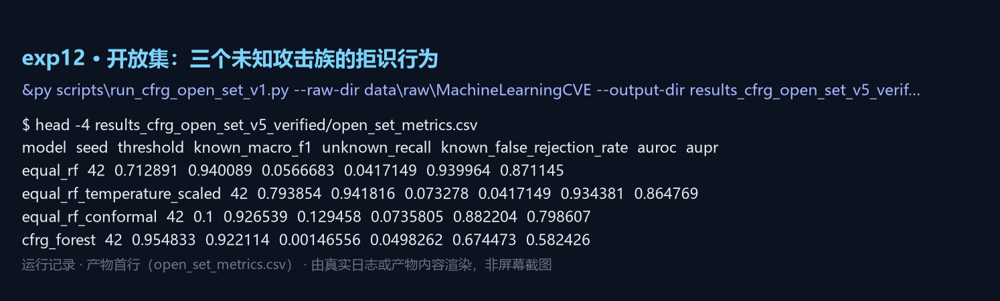 exp12 · 开放集：三个未知攻击族的拒识行为
&py scripts\run_cfrg_open_set_v1.py --raw-dir data\raw\MachineLearningCVE --output-dir results_cfrg_open_set_v5_verif…
$ head -4 results_cfrg_open_set_v5_verified/open_set_metrics.csv
model seed threshold known_macro_f1 unknown_recall known_false_rejection_rate auroc aupr
equal_rf 42 0.712891 0.940089 0.0566683 0.0417149 0.939964 0.871145
equal_rf_temperature_scaled 42 0.793854 0.941816 0.073278 0.0417149 0.934381 0.864769
equal_rf_conformal 42 0.1 0.926539 0.129458 0.0735805 0.882204 0.798607
cfrg_forest 42 0.954833 0.922114 0.00146556 0.0498262 0.674473 0.582426
运行记录 · 产物首行（open_set_metrics.csv） · 由真实日志或产物内容渲染，非屏幕截图